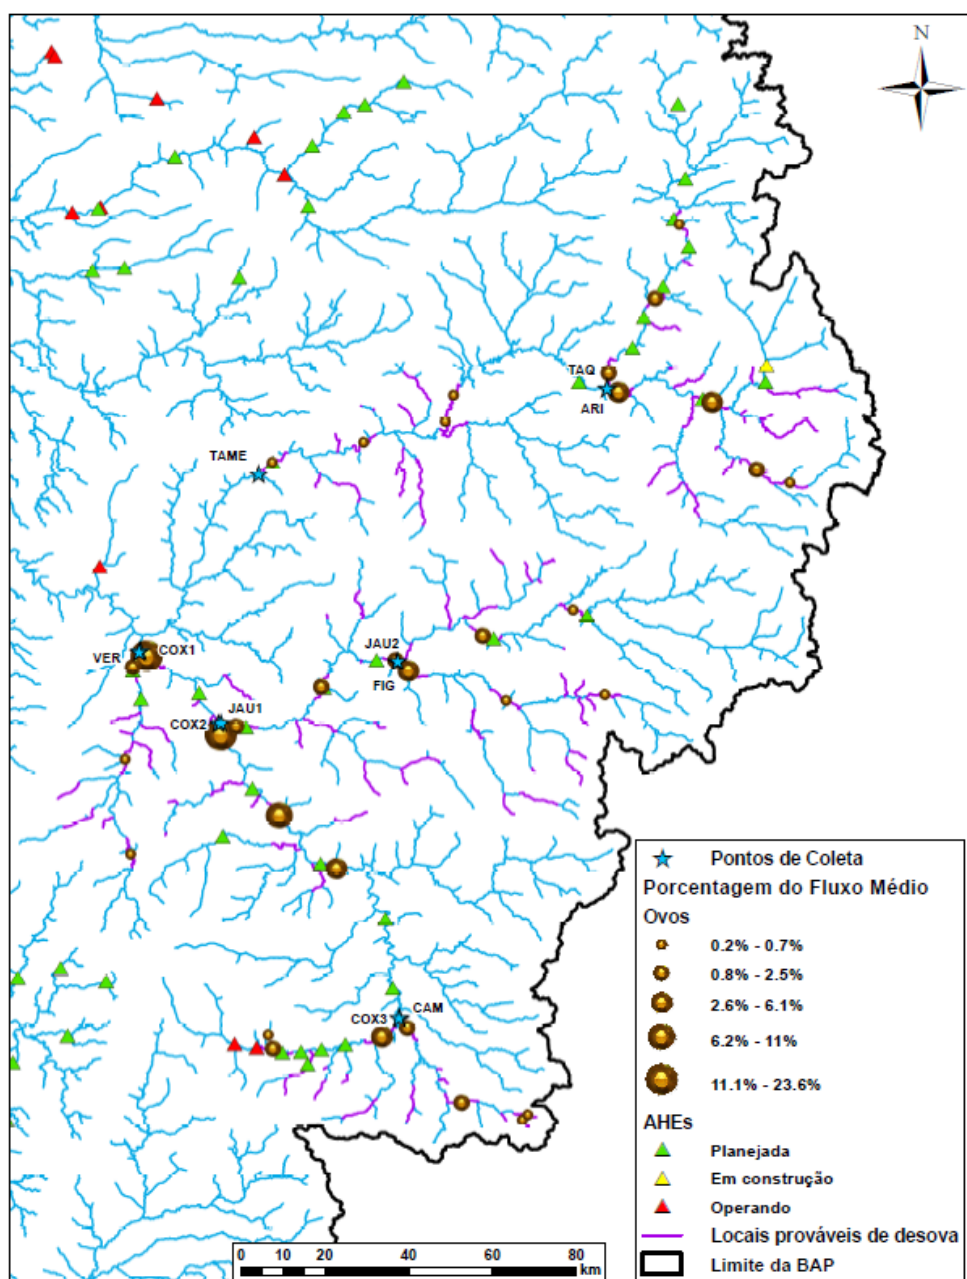 N
TAQ
ARI
TAME
VER
COX1
JAU2
FIG
JAU1
COX2
CAM
COX3
Pontos de Coleta
Porcentagem do Fluxo Médio
Ovos
0.2% - 0.7%
0.8% - 2.5%
2.6% - 6.1%
6.2% - 11%
11.1% - 23.6%
AHEs
Planejada
Em construção
Operando
Locais prováveis de desova
Limite da BAP
0 10 20 40 60 80
km